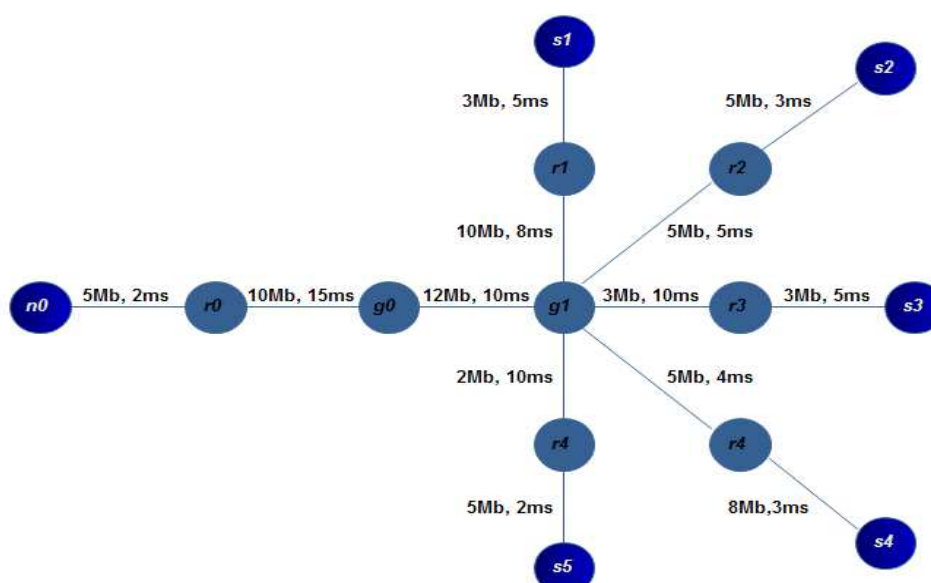 s1
s2
3Mb, 5ms
5Mb, 3ms
r1
r2
10Mb, 8ms
5Mb, 5ms
n0
5Mb, 2ms
r0
10Mb, 15ms
g0
12Mb, 10ms
g1
3Mb, 10ms
r3
3Mb, 5ms
s3
2Mb, 10ms
5Mb, 4ms
r4
r4
5Mb, 2ms
8Mb,3ms
s4
s5